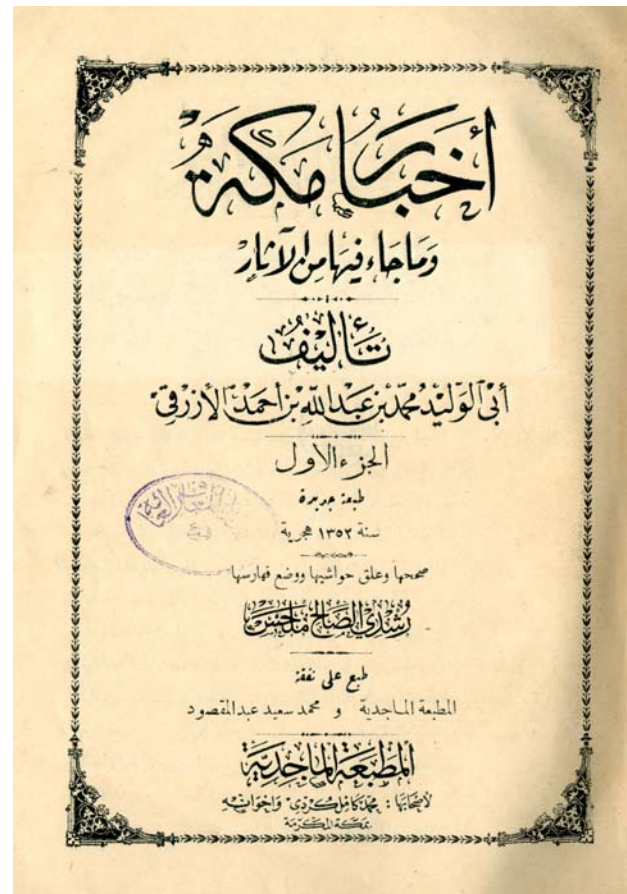 أخبار مكة
وما جاء فيها من الآثار
تأليف
أبي الوليد محمد بن عبد الله بن أحمد الأزرقي
الجزء الأول
طبعة جديدة
سنة ١٣٥٢ هجرية
صححها وعلق حواشيها ووضع فهارسها
رشدي الصالح ملحس
طبع على نفقة
المطبعة الماجدية و محمد سعيد عبد المقصود
المطبعة الماجدية
لأصحابها : محمد كامل كردي واخوانه
بمكة المكرمة